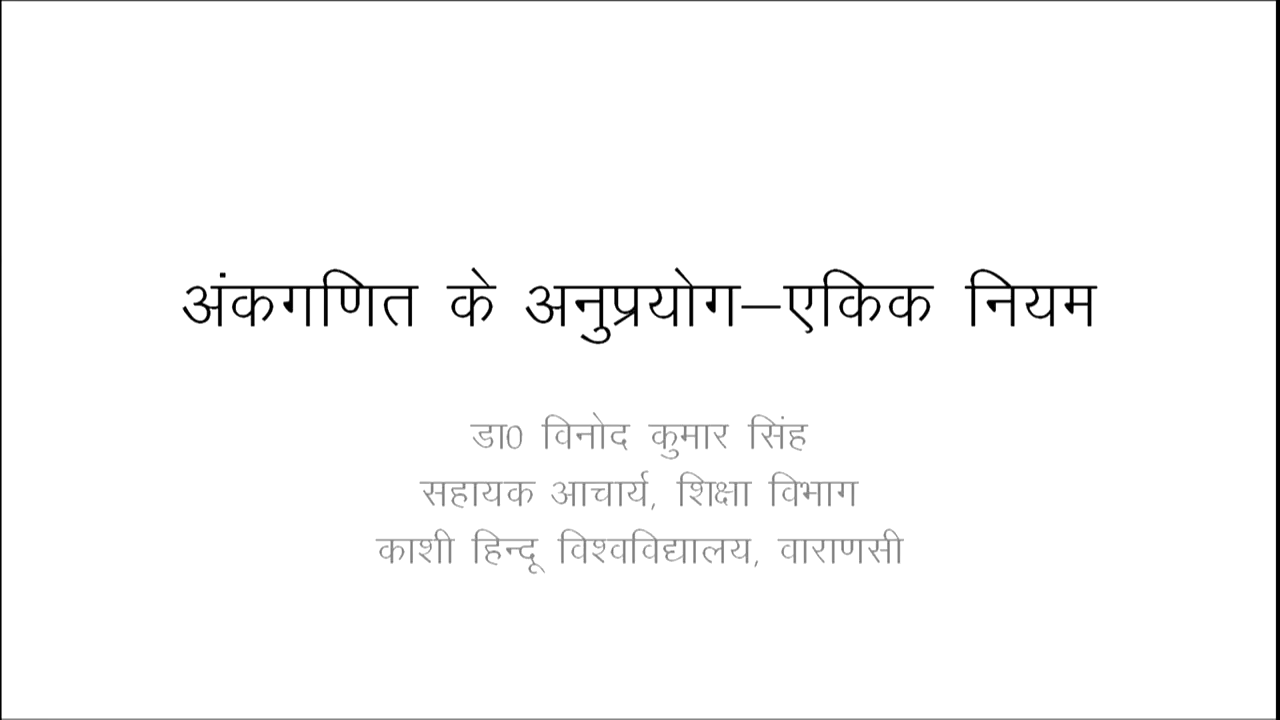 अंकगणित के अनुप्रयोग–एकिक नियम
डा0 विनोद कुमार सिंह
सहायक आचार्य, शिक्षा विभाग
काशी हिन्दू विश्वविद्यालय, वाराणसी